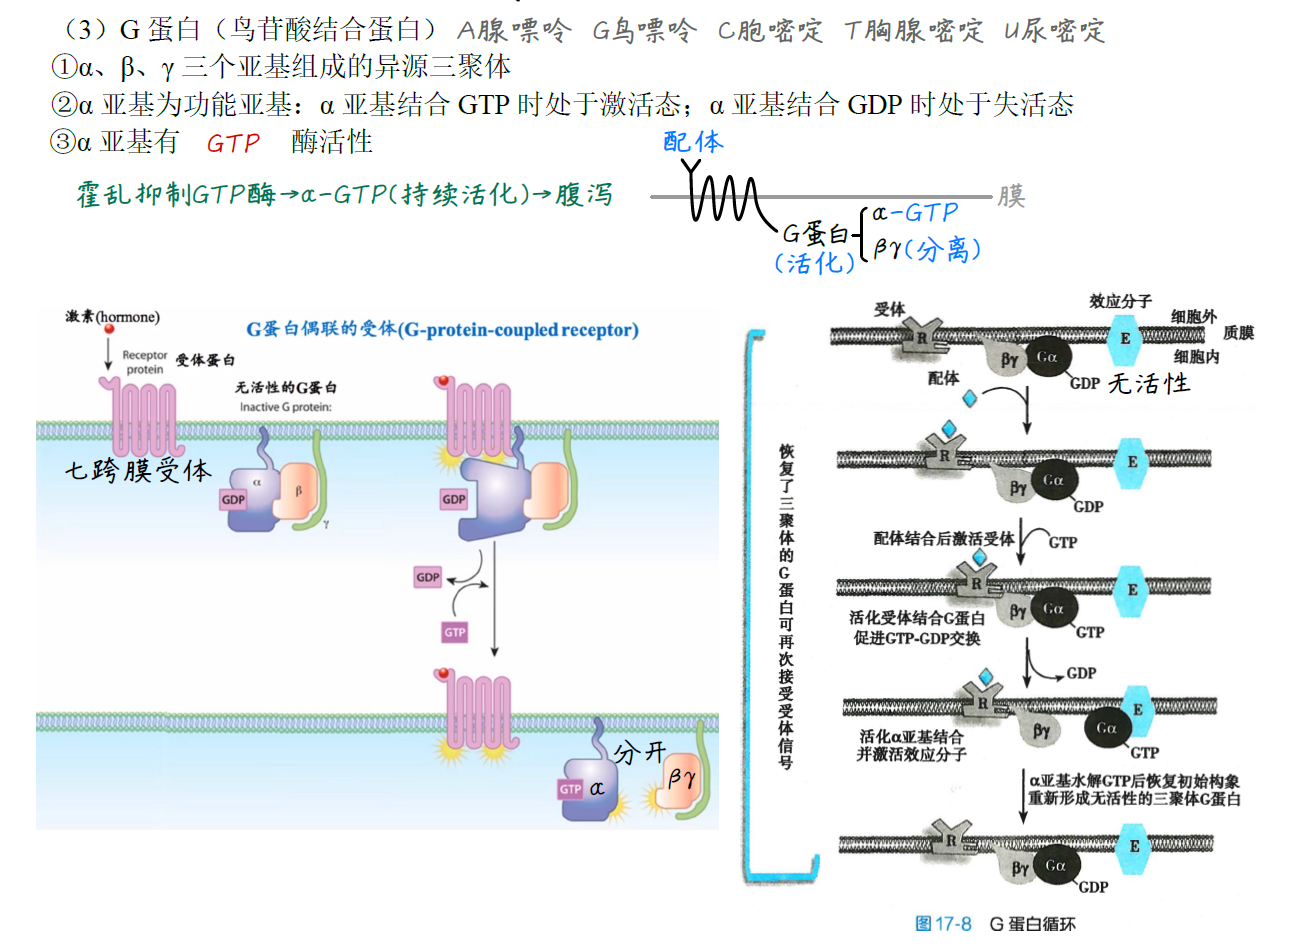 （3）G 蛋白（鸟苷酸结合蛋白） A腺嘌呤 G鸟嘌呤 C胞嘧啶 T胸腺嘧啶 U尿嘧啶
①α、β、γ 三个亚基组成的异源三聚体
②α 亚基为功能亚基：α 亚基结合 GTP 时处于激活态；α 亚基结合 GDP 时处于失活态
③α 亚基有 GTP 酶活性
配体
霍乱抑制GTP酶→α-GTP(持续活化)→腹泻
膜
G蛋白
(活化)
α-GTP
βγ(分离)
激素(hormone)
G蛋白偶联的受体(G-protein-coupled receptor)
Receptor
protein
受体蛋白
无活性的G蛋白
Inactive G protein:
七跨膜受体
GDP
α
β
γ
GDP
GDP
GTP
分开
GTP
α
βγ
恢复了三聚体的G蛋白可再次接受受体信号
受体
效应分子
细胞外
质膜
细胞内
R
βγ
Gα
E
GDP
无活性
配体
R
βγ
Gα
E
GDP
配体结合后激活受体
GTP
R
βγ
Gα
E
GTP
活化受体结合G蛋白
促进GTP-GDP交换
GDP
R
βγ
Gα
E
GTP
活化α亚基结合
并激活效应分子
α亚基水解GTP后恢复初始构象
重新形成无活性的三聚体G蛋白
R
βγ
Gα
E
GDP
图 17-8 G 蛋白循环